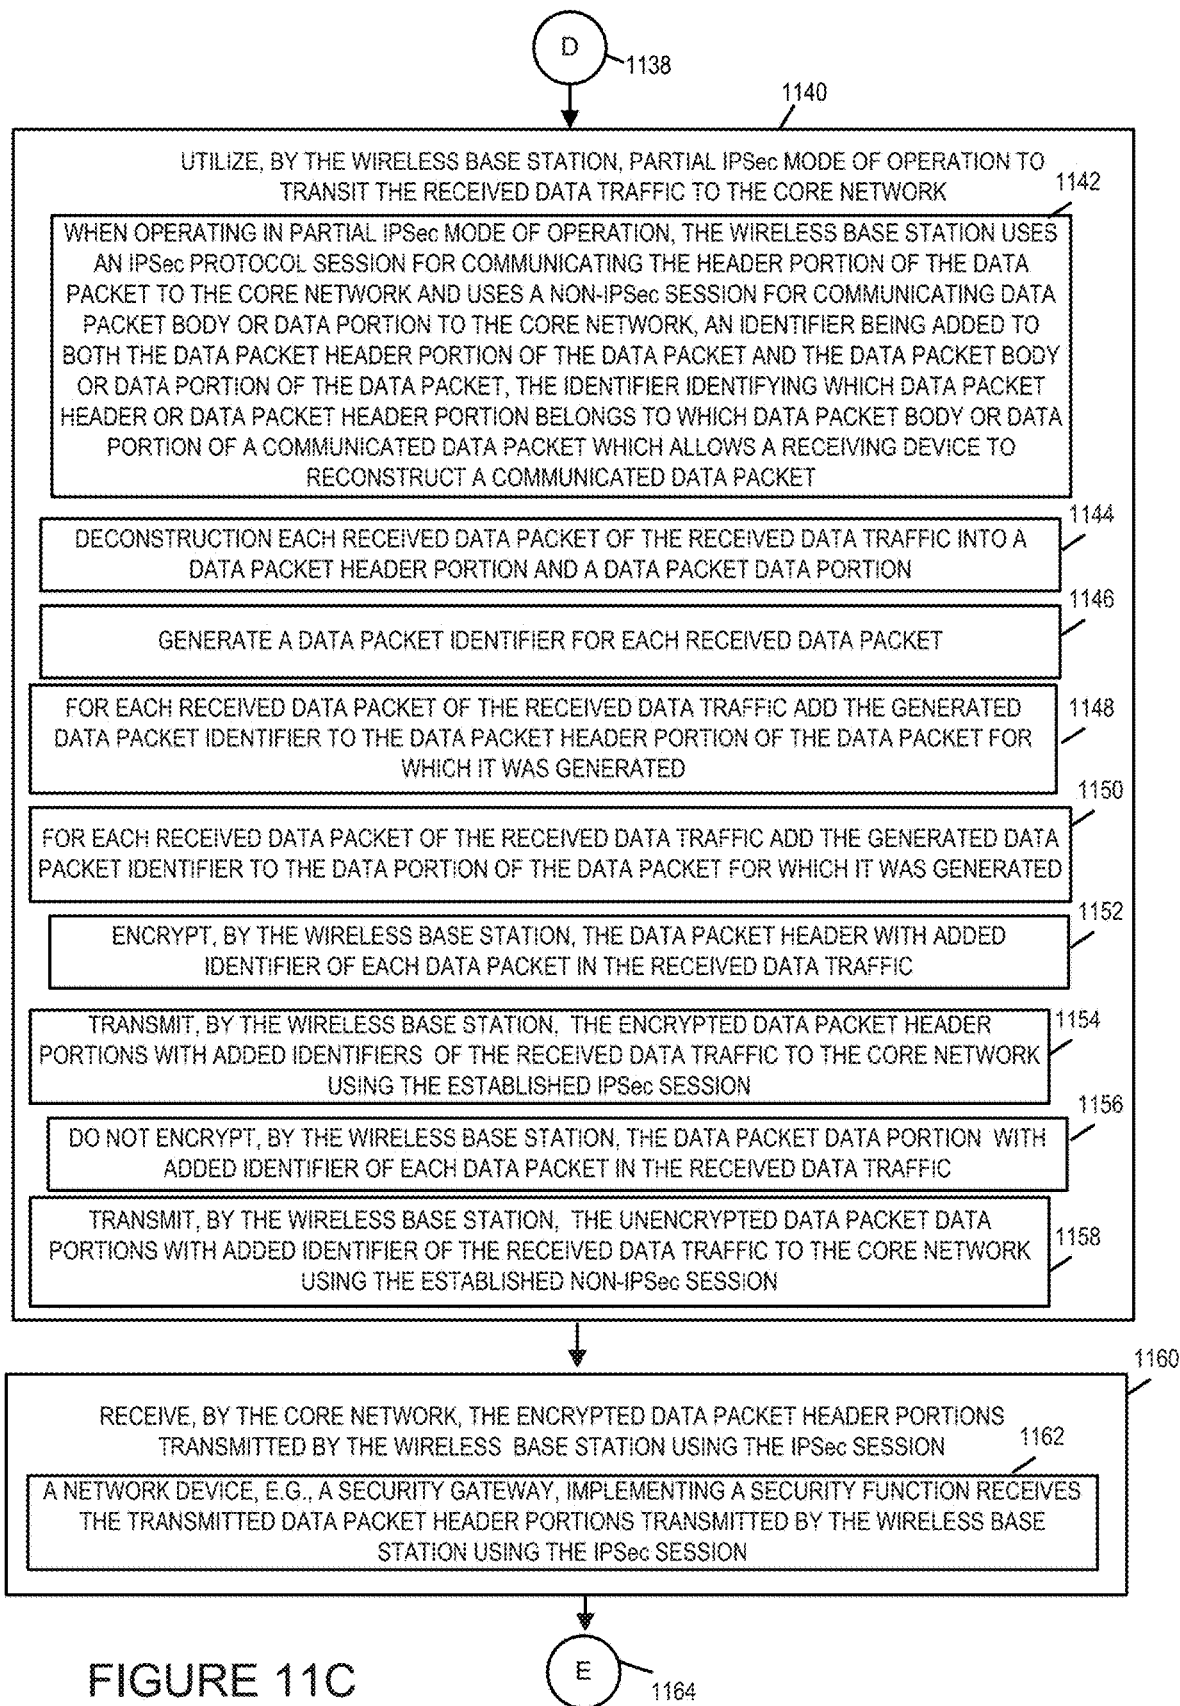 D
1138
1140
UTILIZE, BY THE WIRELESS BASE STATION, PARTIAL IPSec MODE OF OPERATION TO
TRANSIT THE RECEIVED DATA TRAFFIC TO THE CORE NETWORK
1142
WHEN OPERATING IN PARTIAL IPSec MODE OF OPERATION, THE WIRELESS BASE STATION USES
AN IPSec PROTOCOL SESSION FOR COMMUNICATING THE HEADER PORTION OF THE DATA
PACKET TO THE CORE NETWORK AND USES A NON-IPSec SESSION FOR COMMUNICATING DATA
PACKET BODY OR DATA PORTION TO THE CORE NETWORK, AN IDENTIFIER BEING ADDED TO
BOTH THE DATA PACKET HEADER PORTION OF THE DATA PACKET AND THE DATA PACKET BODY
OR DATA PORTION OF THE DATA PACKET, THE IDENTIFIER IDENTIFYING WHICH DATA PACKET
HEADER OR DATA PACKET HEADER PORTION BELONGS TO WHICH DATA PACKET BODY OR DATA
PORTION OF A COMMUNICATED DATA PACKET WHICH ALLOWS A RECEIVING DEVICE TO
RECONSTRUCT A COMMUNICATED DATA PACKET
1144
DECONSTRUCTION EACH RECEIVED DATA PACKET OF THE RECEIVED DATA TRAFFIC INTO A
DATA PACKET HEADER PORTION AND A DATA PACKET DATA PORTION
1146
GENERATE A DATA PACKET IDENTIFIER FOR EACH RECEIVED DATA PACKET
1148
FOR EACH RECEIVED DATA PACKET OF THE RECEIVED DATA TRAFFIC ADD THE GENERATED
DATA PACKET IDENTIFIER TO THE DATA PACKET HEADER PORTION OF THE DATA PACKET FOR
WHICH IT WAS GENERATED
1150
FOR EACH RECEIVED DATA PACKET OF THE RECEIVED DATA TRAFFIC ADD THE GENERATED DATA
PACKET IDENTIFIER TO THE DATA PORTION OF THE DATA PACKET FOR WHICH IT WAS GENERATED
1152
ENCRYPT, BY THE WIRELESS BASE STATION, THE DATA PACKET HEADER WITH ADDED
IDENTIFIER OF EACH DATA PACKET IN THE RECEIVED DATA TRAFFIC
1154
TRANSMIT, BY THE WIRELESS BASE STATION, THE ENCRYPTED DATA PACKET HEADER
PORTIONS WITH ADDED IDENTIFIERS OF THE RECEIVED DATA TRAFFIC TO THE CORE NETWORK
USING THE ESTABLISHED IPSec SESSION
1156
DO NOT ENCRYPT, BY THE WIRELESS BASE STATION, THE DATA PACKET DATA PORTION WITH
ADDED IDENTIFIER OF EACH DATA PACKET IN THE RECEIVED DATA TRAFFIC
1158
TRANSMIT, BY THE WIRELESS BASE STATION, THE UNENCRYPTED DATA PACKET DATA
PORTIONS WITH ADDED IDENTIFIER OF THE RECEIVED DATA TRAFFIC TO THE CORE NETWORK
USING THE ESTABLISHED NON-IPSec SESSION
1160
RECEIVE, BY THE CORE NETWORK, THE ENCRYPTED DATA PACKET HEADER PORTIONS
TRANSMITTED BY THE WIRELESS BASE STATION USING THE IPSec SESSION
1162
A NETWORK DEVICE, E.G., A SECURITY GATEWAY, IMPLEMENTING A SECURITY FUNCTION RECEIVES
THE TRANSMITTED DATA PACKET HEADER PORTIONS TRANSMITTED BY THE WIRELESS BASE
STATION USING THE IPSec SESSION
E
1164
FIGURE 11C